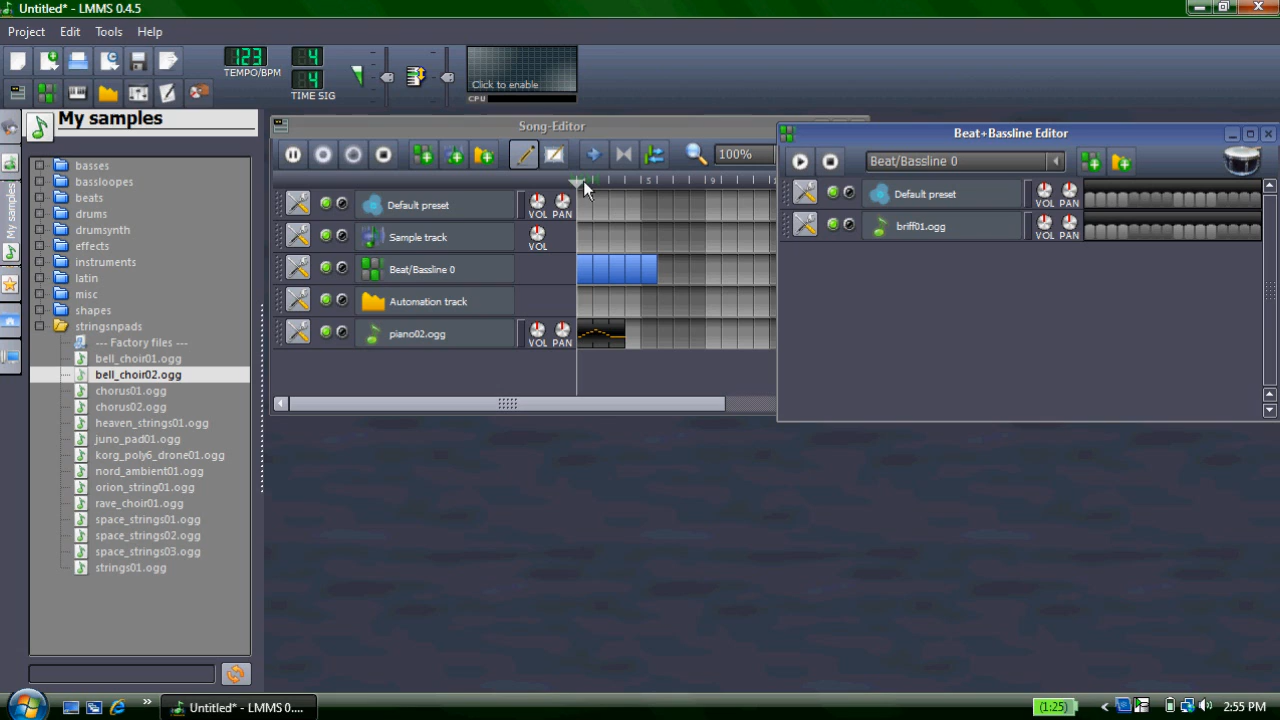 Untitled* - LMMS 0.4.5
Project Edit Tools Help
123
TEMPO/BPM
4
4
TIME SIG
Click to enable
CPU
My samples
My samples
basses
bassloopes
beats
drums
drumsynth
effects
instruments
latin
misc
shapes
stringsnpads
--- Factory files ---
bell_choir01.ogg
bell_choir02.ogg
chorus01.ogg
chorus02.ogg
heaven_strings01.ogg
juno_pad01.ogg
korg_poly6_drone01.ogg
nord_ambient01.ogg
orion_string01.ogg
rave_choir01.ogg
space_strings01.ogg
space_strings02.ogg
space_strings03.ogg
strings01.ogg
Song-Editor
100%
5 9
Default preset VOL PAN
Sample track VOL
Beat/Bassline 0
Automation track
piano02.ogg VOL PAN
Beat+Bassline Editor
Beat/Bassline 0
Default preset VOL PAN
briff01.ogg VOL PAN
Untitled* - LMMS 0....
(1:25)
2:55 PM